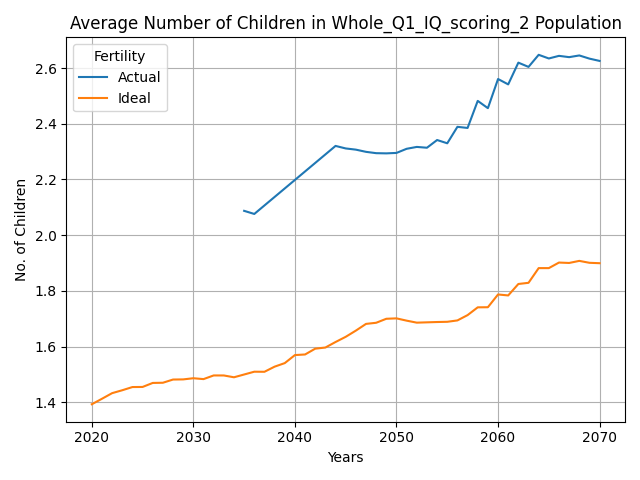 Average Number of Children in Whole_Q1_IQ_scoring_2 Population
Fertility
Actual
Ideal
No. of Children
2.6
2.4
2.2
2.0
1.8
1.6
1.4
2020 2030 2040 2050 2060 2070
Years